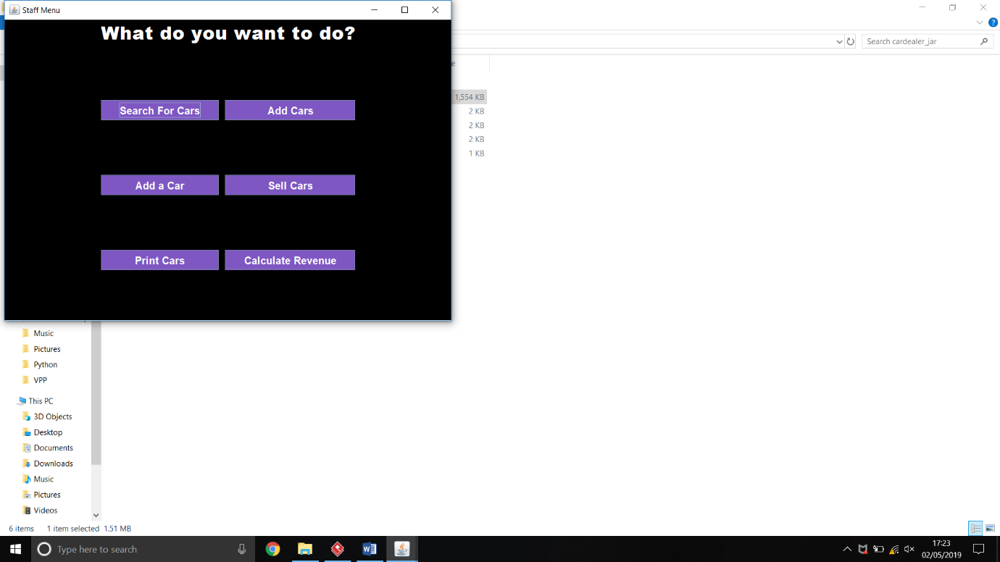 Staff Menu
What do you want to do?
Search For Cars Add Cars
Add a Car Sell Cars
Print Cars Calculate Revenue
Search cardealer_jar
1,554 KB
2 KB
2 KB
2 KB
1 KB
Music
Pictures
Python
VPP
This PC
3D Objects
Desktop
Documents
Downloads
Music
Pictures
Videos
6 items 1 item selected 1.51 MB
Type here to search
17:23
02/05/2019